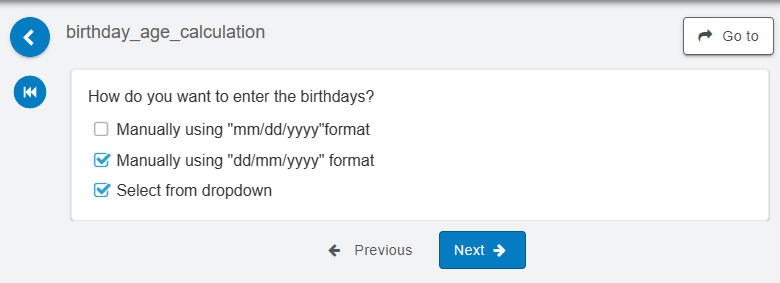 birthday_age_calculation
Go to
How do you want to enter the birthdays?
Manually using "mm/dd/yyyy"format
Manually using "dd/mm/yyyy" format
Select from dropdown
Previous
Next